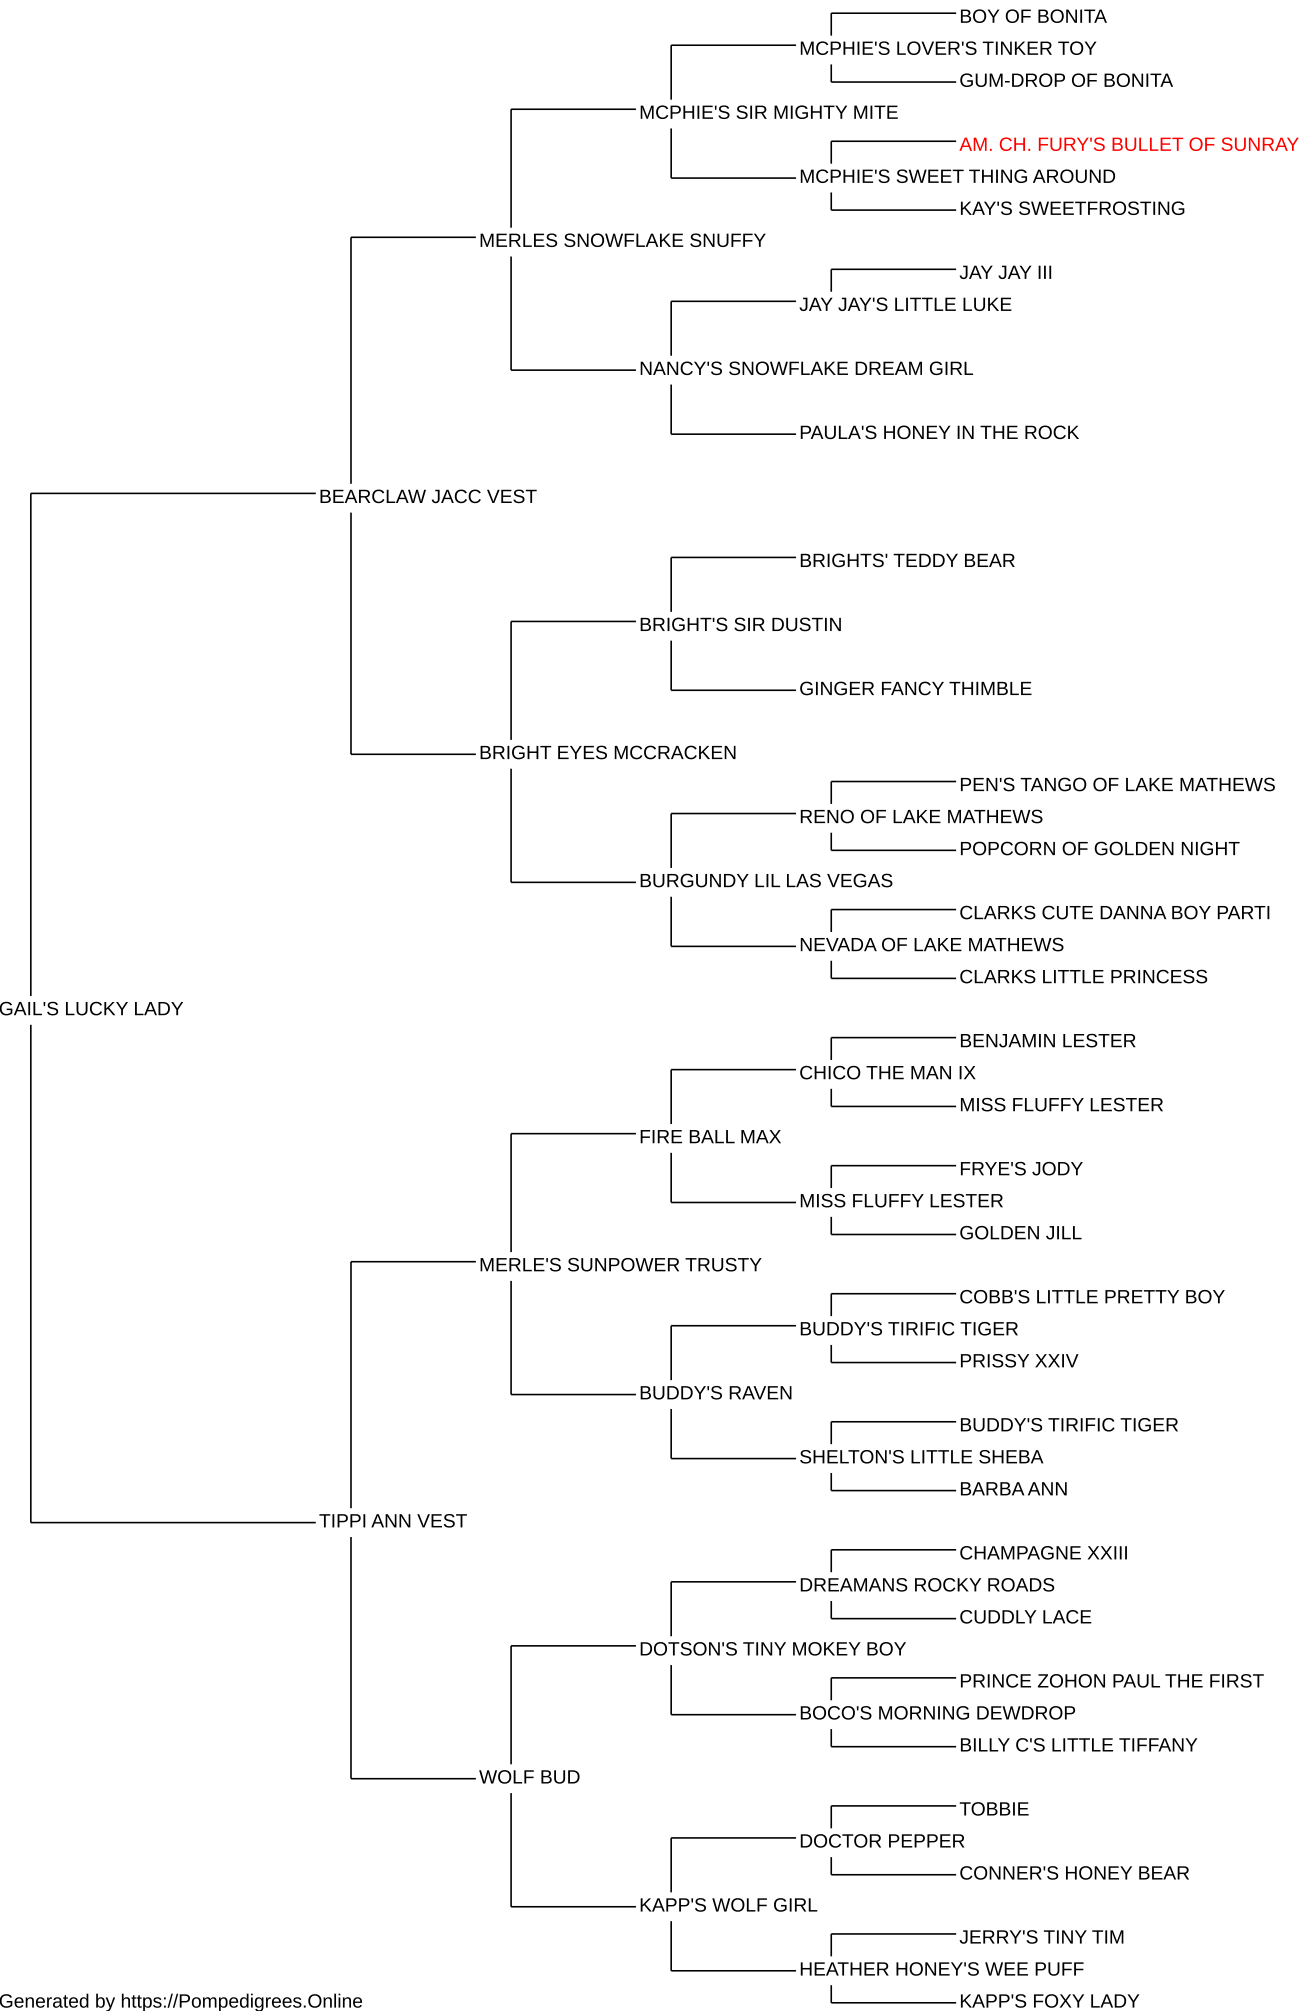 BOY OF BONITA
MCPHIE'S LOVER'S TINKER TOY
GUM-DROP OF BONITA
MCPHIE'S SIR MIGHTY MITE
AM. CH. FURY'S BULLET OF SUNRAY
MCPHIE'S SWEET THING AROUND
KAY'S SWEETFROSTING
MERLES SNOWFLAKE SNUFFY
JAY JAY III
JAY JAY'S LITTLE LUKE
NANCY'S SNOWFLAKE DREAM GIRL
PAULA'S HONEY IN THE ROCK
BEARCLAW JACC VEST
BRIGHTS' TEDDY BEAR
BRIGHT'S SIR DUSTIN
GINGER FANCY THIMBLE
BRIGHT EYES MCCRACKEN
PEN'S TANGO OF LAKE MATHEWS
RENO OF LAKE MATHEWS
POPCORN OF GOLDEN NIGHT
BURGUNDY LIL LAS VEGAS
CLARKS CUTE DANNA BOY PARTI
NEVADA OF LAKE MATHEWS
CLARKS LITTLE PRINCESS
GAIL'S LUCKY LADY
BENJAMIN LESTER
CHICO THE MAN IX
MISS FLUFFY LESTER
FIRE BALL MAX
FRYE'S JODY
MISS FLUFFY LESTER
GOLDEN JILL
MERLE'S SUNPOWER TRUSTY
COBB'S LITTLE PRETTY BOY
BUDDY'S TIRIFIC TIGER
PRISSY XXIV
BUDDY'S RAVEN
BUDDY'S TIRIFIC TIGER
SHELTON'S LITTLE SHEBA
BARBA ANN
TIPPI ANN VEST
CHAMPAGNE XXIII
DREAMANS ROCKY ROADS
CUDDLY LACE
DOTSON'S TINY MOKEY BOY
PRINCE ZOHON PAUL THE FIRST
BOCO'S MORNING DEWDROP
BILLY C'S LITTLE TIFFANY
WOLF BUD
TOBBIE
DOCTOR PEPPER
CONNER'S HONEY BEAR
KAPP'S WOLF GIRL
JERRY'S TINY TIM
HEATHER HONEY'S WEE PUFF
KAPP'S FOXY LADY
Generated by https://Pompedigrees.Online